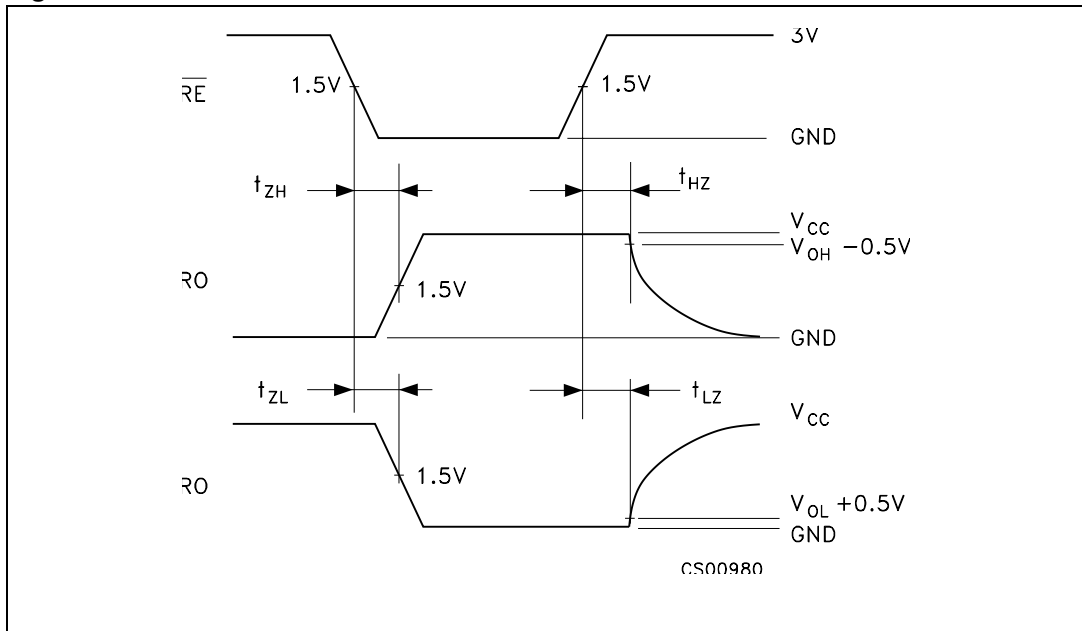 3V
RE
1.5V
1.5V
GND
tZH
tHZ
VCC
VOH −0.5V
RO
1.5V
GND
tZL
tLZ
VCC
RO
1.5V
VOL +0.5V
GND
CS00980